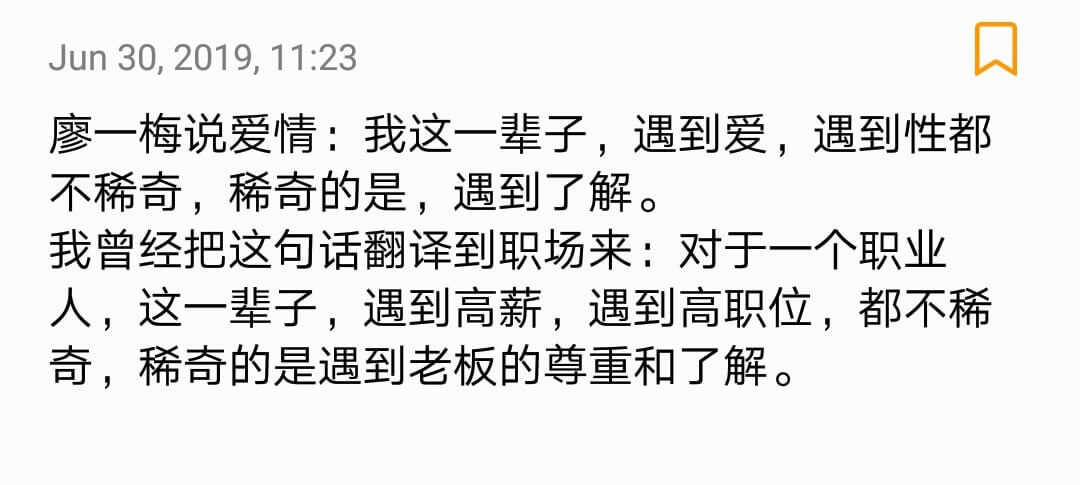 Jun 30, 2019, 11:23
廖一梅说爱情：我这一辈子，遇到爱，遇到性都
不稀奇，稀奇的是，遇到了解。
我曾经把这句话翻译到职场来：对于一个职业
人，这一辈子，遇到高薪，遇到高职位，都不稀
奇，稀奇的是遇到老板的尊重和了解。